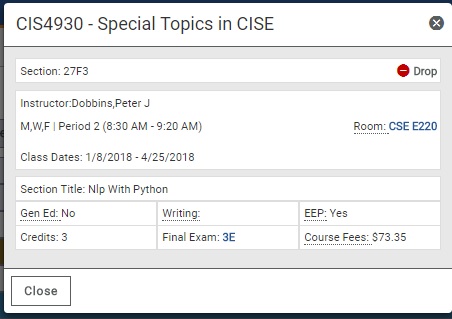 CIS4930 - Special Topics in CISE
Section: 27F3
Drop
Instructor:Dobbins,Peter J
M,W,F | Period 2 (8:30 AM - 9:20 AM)
Room: CSE E220
Class Dates: 1/8/2018 - 4/25/2018
Section Title: Nlp With Python
Gen Ed: No
Writing:
EEP: Yes
Credits: 3
Final Exam: 3E
Course Fees: $73.35
Close